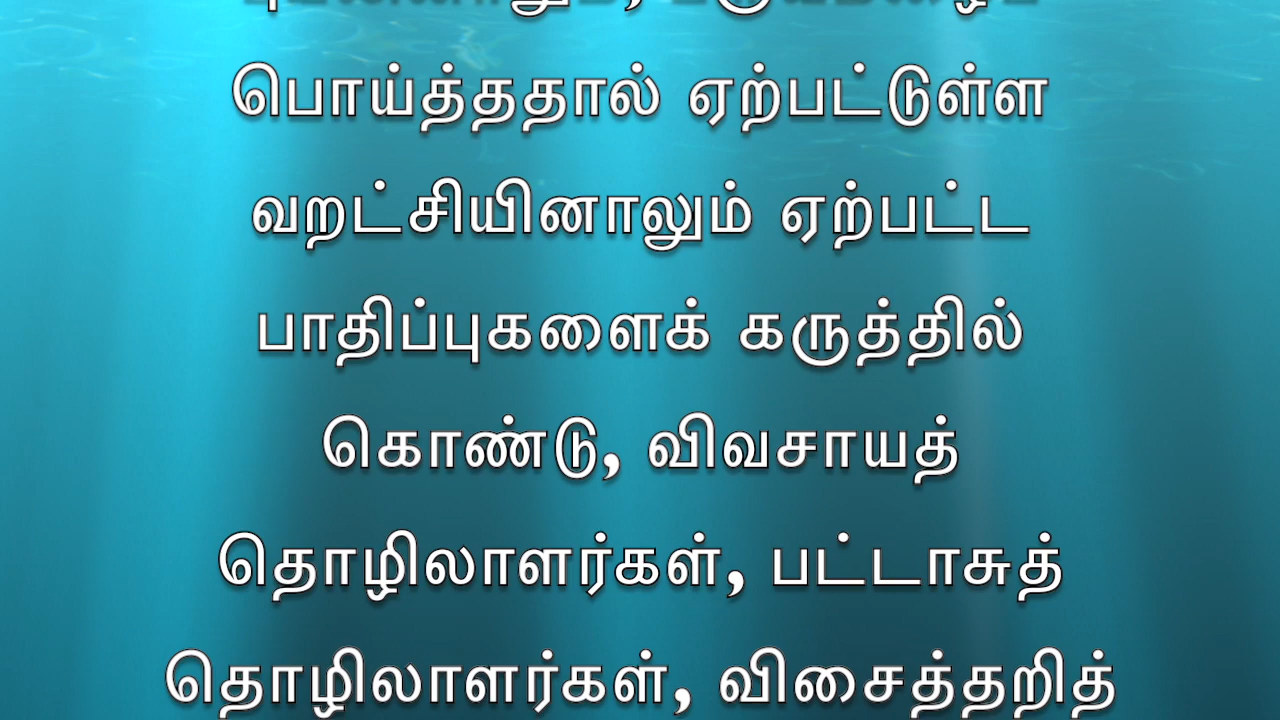 பொய்த்ததால் ஏற்பட்டுள்ள
வறட்சியினாலும் ஏற்பட்ட
பாதிப்புகளைக் கருத்தில்
கொண்டு, விவசாயத்
தொழிலாளர்கள், பட்டாசுத்
தொழிலாளர்கள், விசைத்தறித்